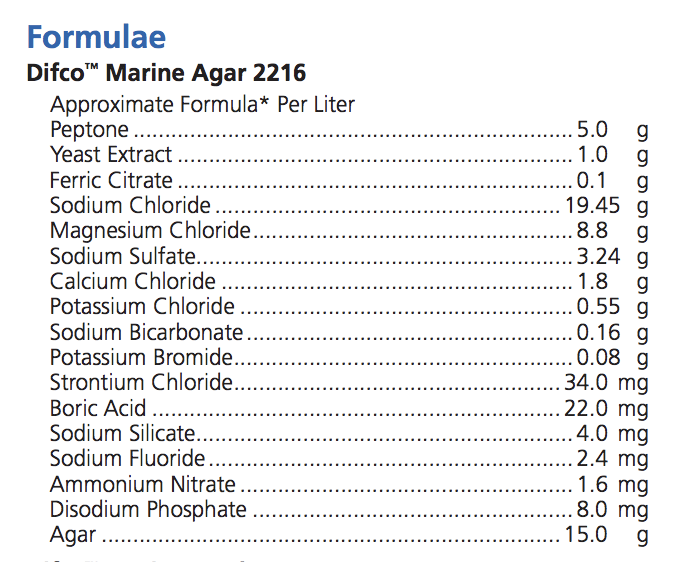 Formulae
Difco™ Marine Agar 2216
Approximate Formula* Per Liter
Peptone .................................................................. 5.0 g
Yeast Extract ............................................................ 1.0 g
Ferric Citrate ............................................................ 0.1 g
Sodium Chloride ..................................................... 19.45 g
Magnesium Chloride................................................ 8.8 g
Sodium Sulfate......................................................... 3.24 g
Calcium Chloride ..................................................... 1.8 g
Potassium Chloride .................................................. 0.55 g
Sodium Bicarbonate................................................. 0.16 g
Potassium Bromide................................................... 0.08 g
Strontium Chloride................................................. 34.0 mg
Boric Acid .............................................................. 22.0 mg
Sodium Silicate......................................................... 4.0 mg
Sodium Fluoride ....................................................... 2.4 mg
Ammonium Nitrate .................................................. 1.6 mg
Disodium Phosphate ................................................ 8.0 mg
Agar ..................................................................... 15.0 g